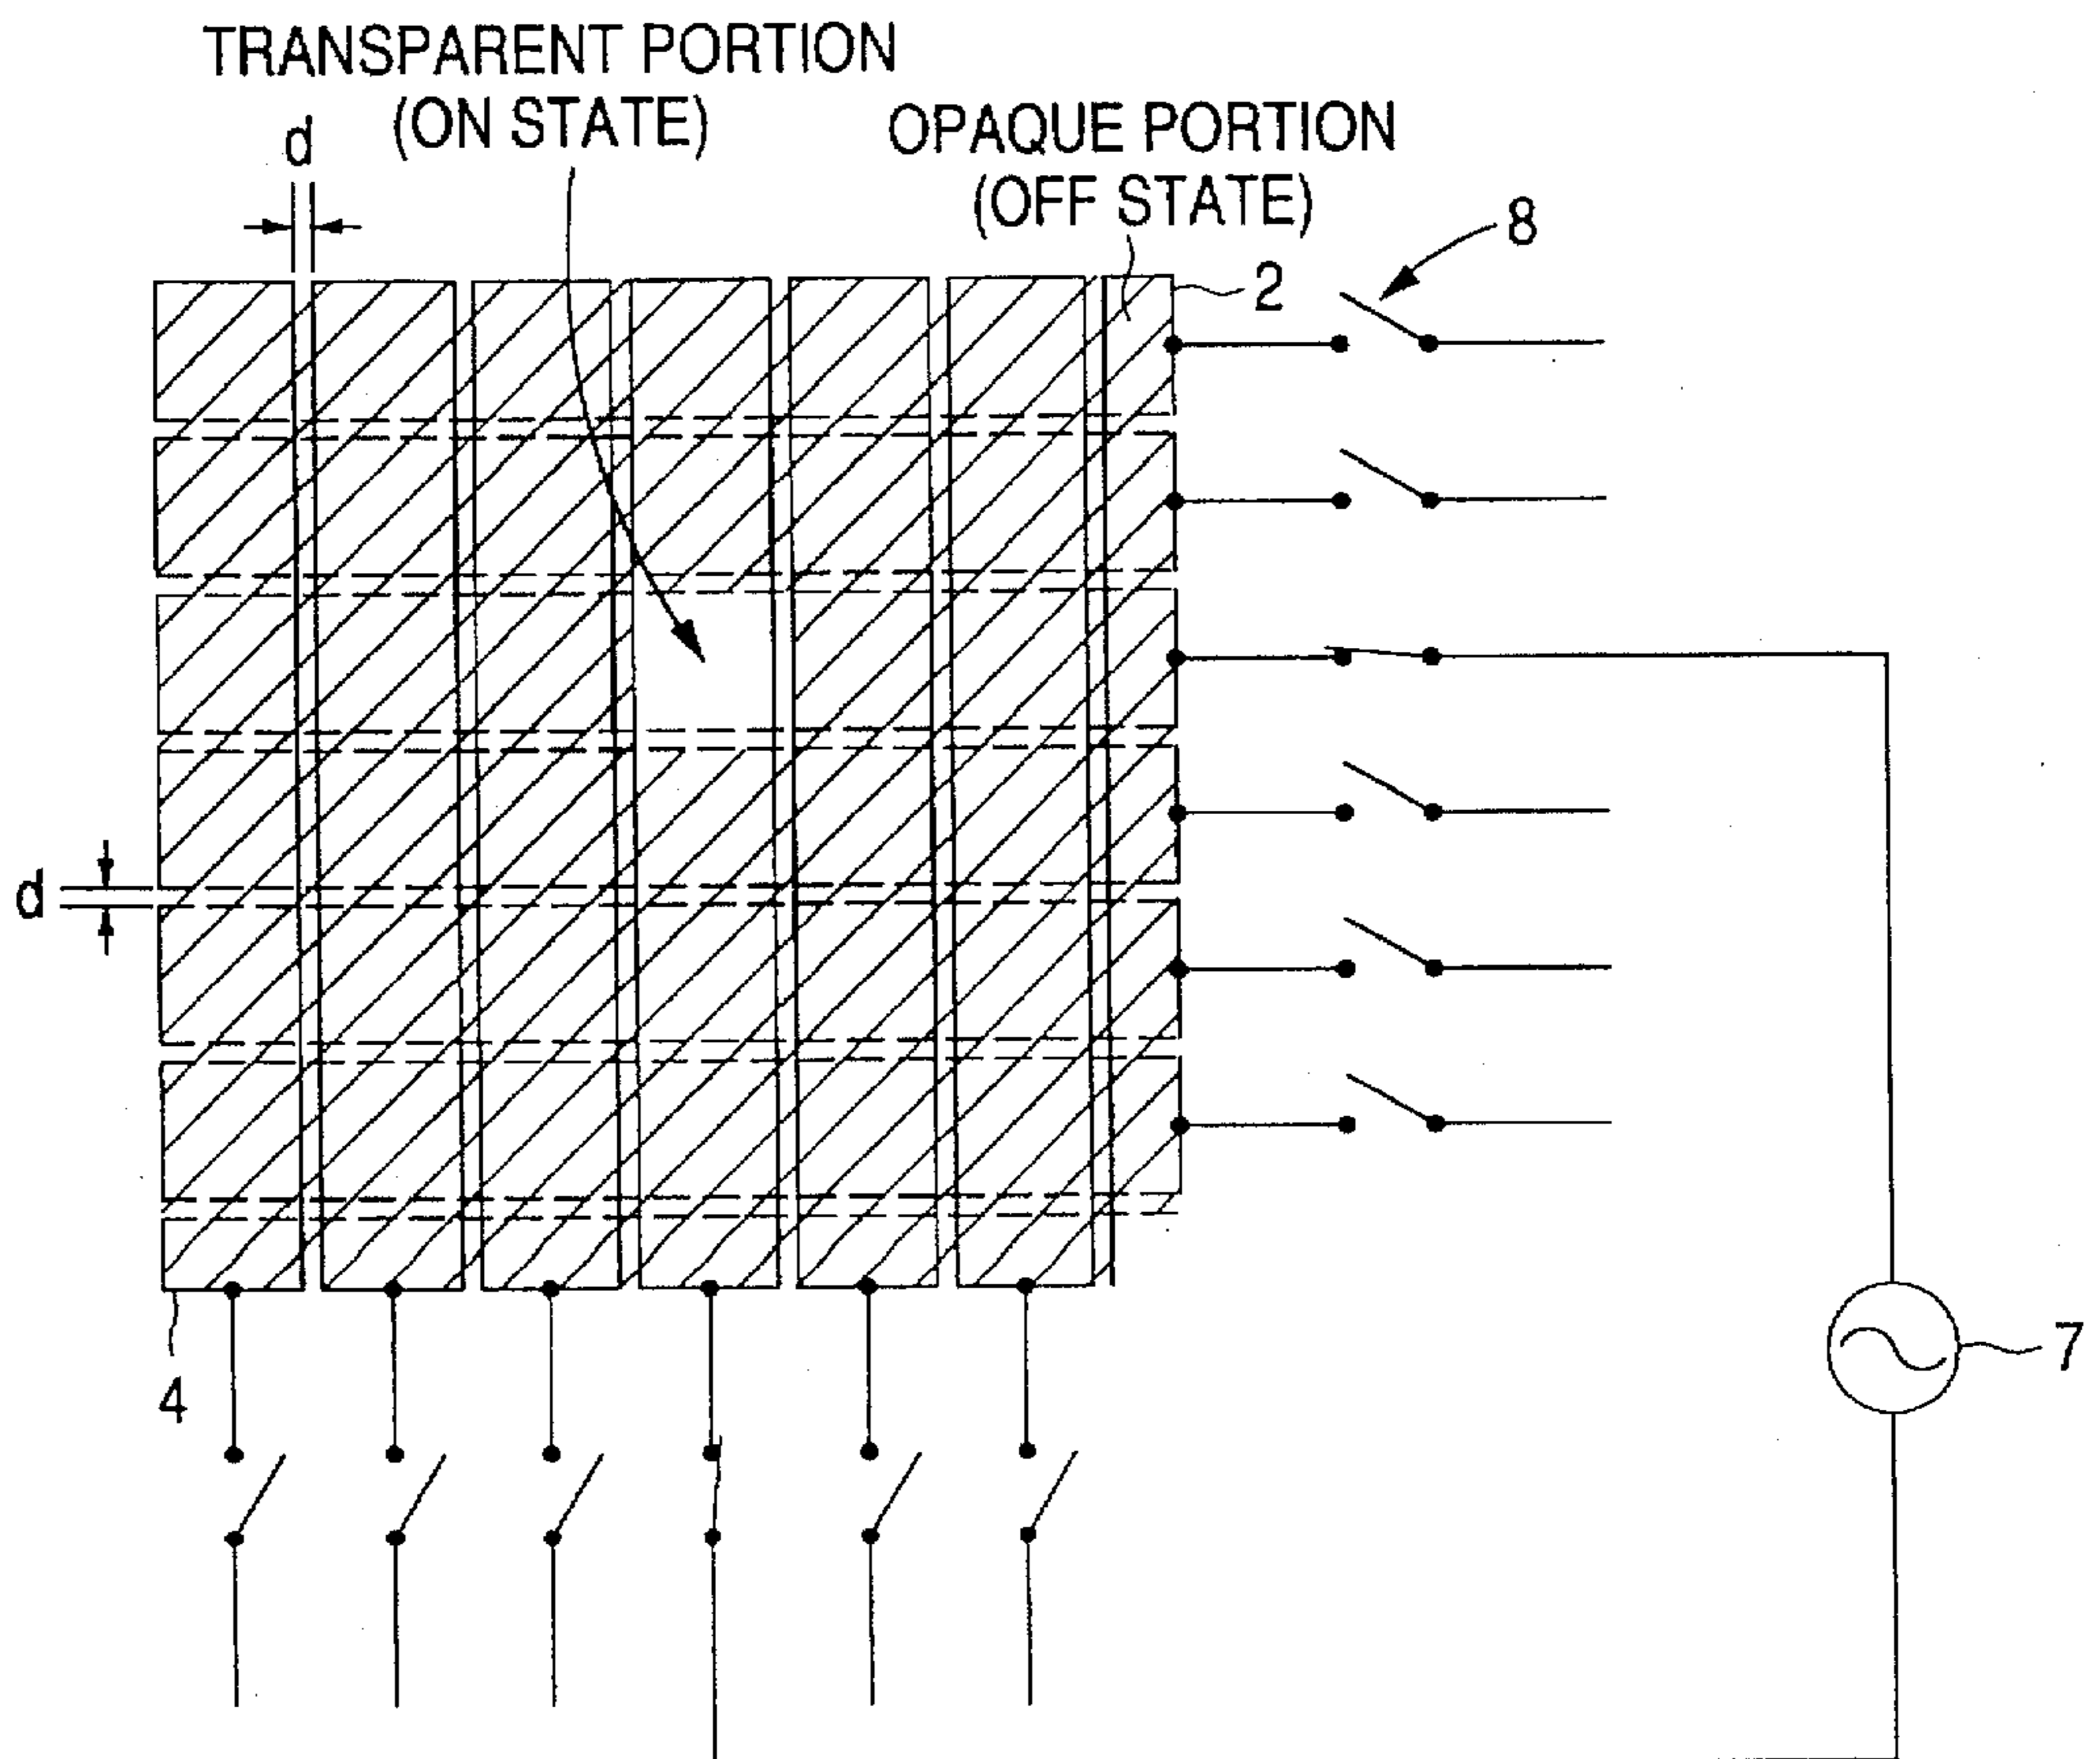 TRANSPARENT PORTION
(ON STATE)
d
OPAQUE PORTION
(OFF STATE)
8
2
d
7
4